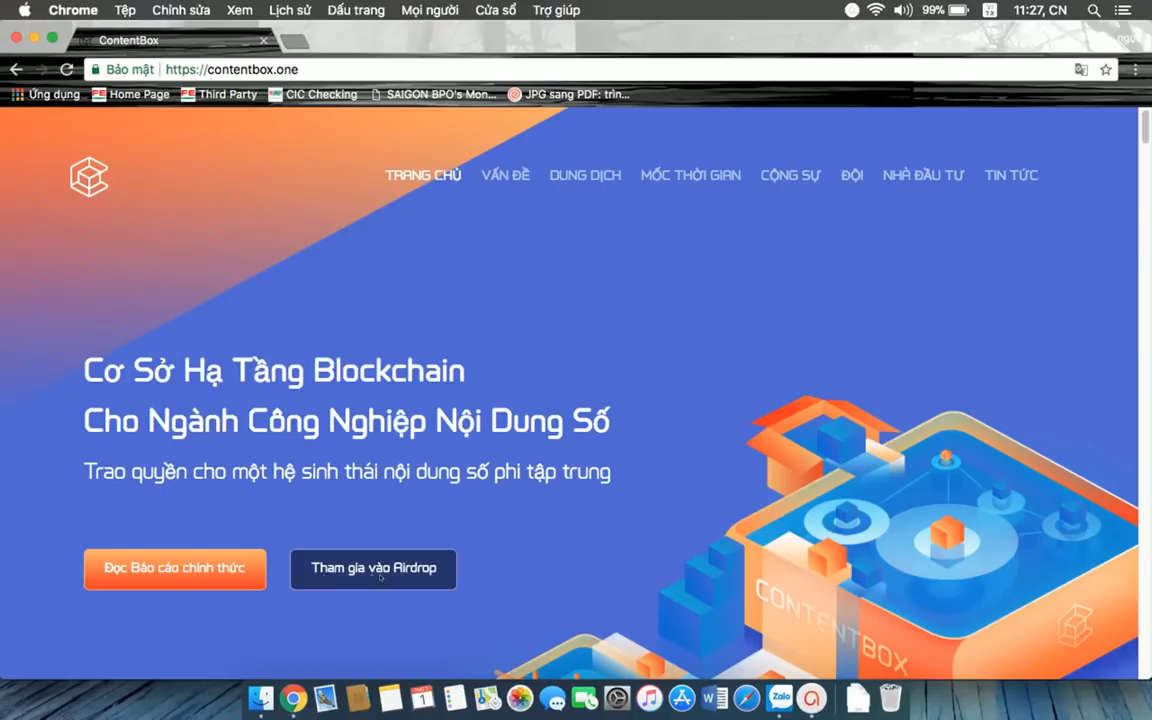 Chrome Tệp Chỉnh sửa Xem Lịch sử Dấu trang Mọi người Cửa sổ Trợ giúp 99% 11:27, CN
ContentBox
Bảo mật https://contentbox.one
Ứng dụng Home Page Third Party CIC Checking SAIGON BPO's Mon... JPG sang PDF: trìn...
TRANG CHỦ VẤN ĐỀ DUNG DỊCH MỐC THỜI GIAN CỘNG SỰ ĐỘI NHÀ ĐẦU TƯ TIN TỨC
Cơ Sở Hạ Tầng Blockchain
Cho Ngành Công Nghiệp Nội Dung Số
Trao quyền cho một hệ sinh thái nội dung số phi tập trung
Đọc Báo cáo chính thức Tham gia vào Airdrop
CONTENTBOX
Zalo